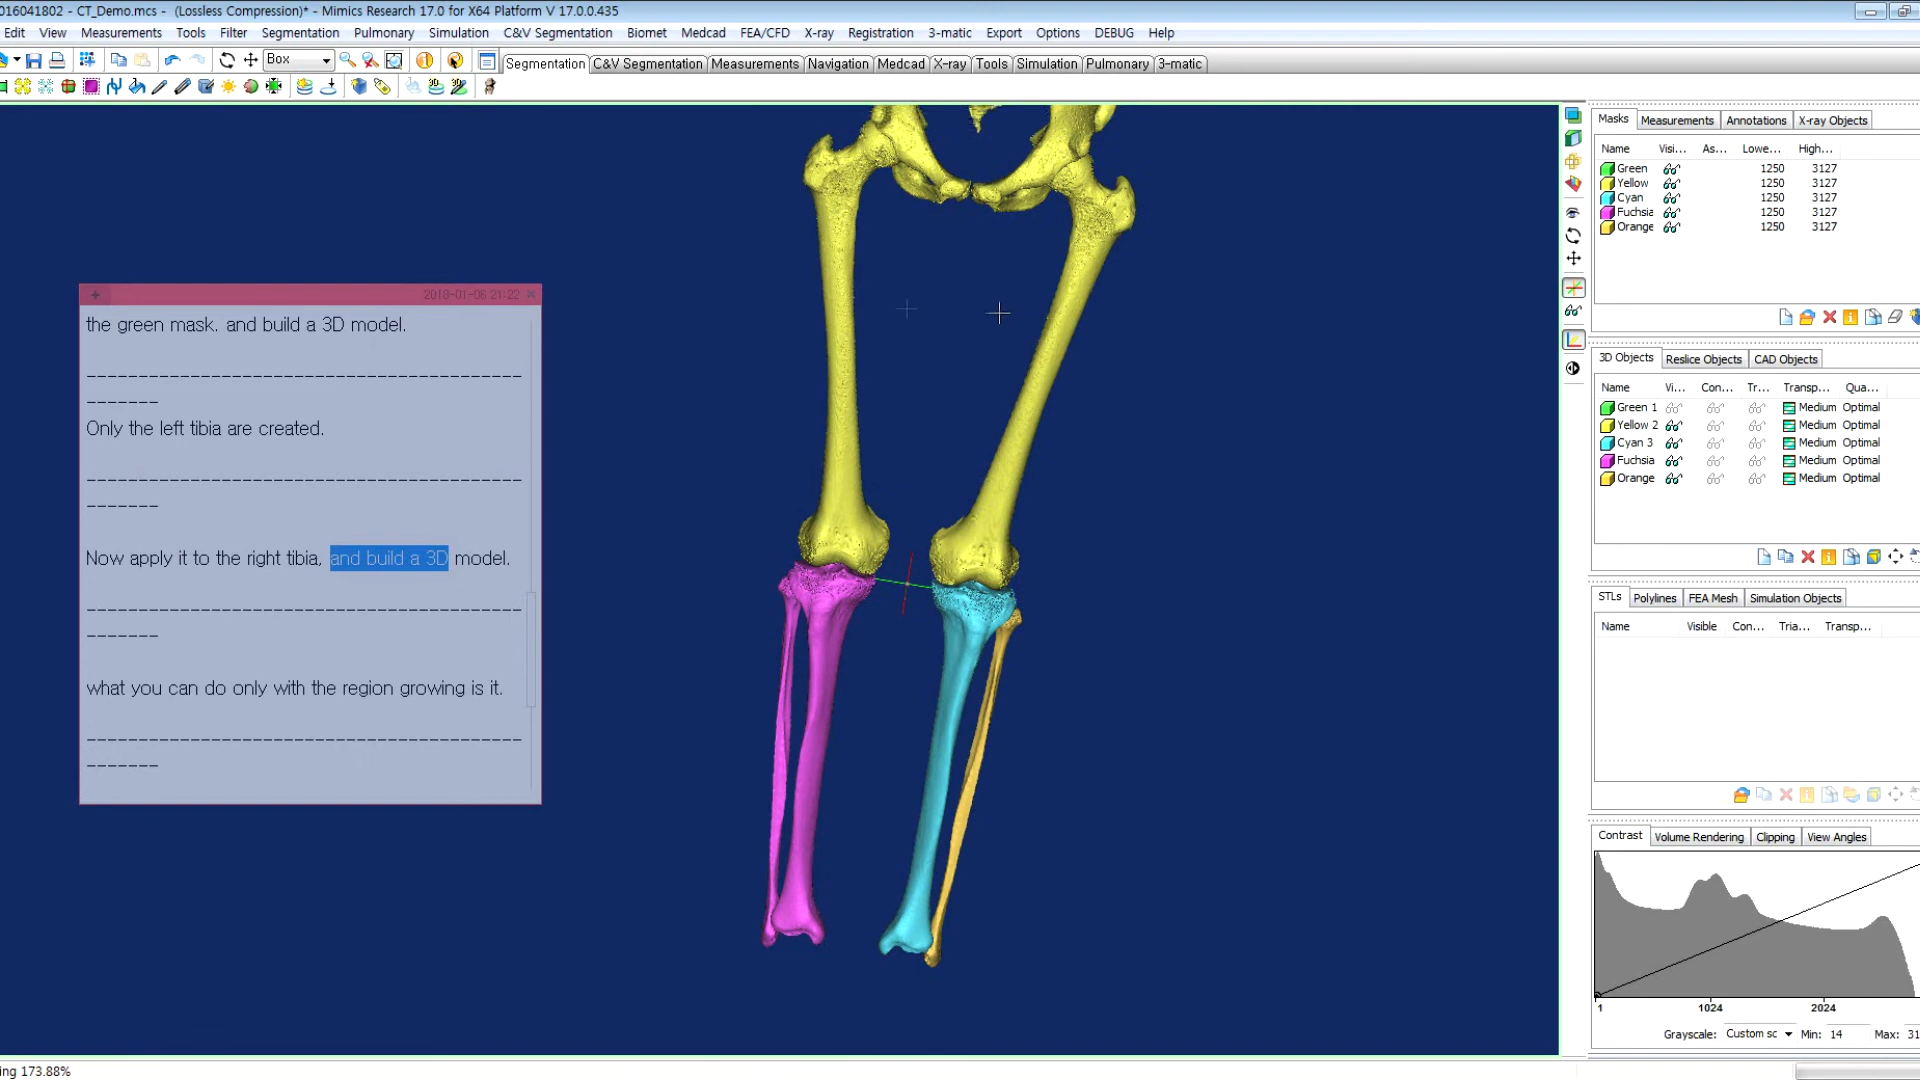 016041802 - CT_Demo.mcs - (Lossless Compression)* - Mimics Research 17.0 for X64 Platform V 17.0.0.435
Edit View Measurements Tools Filter Segmentation Pulmonary Simulation C&V Segmentation Biomet Medcad FEA/CFD X-ray Registration 3-matic Export Options DEBUG Help
Box
Segmentation C&V Segmentation Measurements Navigation Medcad X-ray Tools Simulation Pulmonary 3-matic
2018-01-06 21:22
the green mask. and build a 3D model.
-------------------------------------------
-------
Only the left tibia are created.
-------------------------------------------
-------
Now apply it to the right tibia, and build a 3D model.
-------------------------------------------
-------
what you can do only with the region growing is it.
-------------------------------------------
-------
Masks Measurements Annotations X-ray Objects
Name Visi... As... Lowe... High...
Green 1250 3127
Yellow 1250 3127
Cyan 1250 3127
Fuchsia 1250 3127
Orange 1250 3127
3D Objects Reslice Objects CAD Objects
Name Vi... Con... Tr... Transp... Qua...
Green 1 Medium Optimal
Yellow 2 Medium Optimal
Cyan 3 Medium Optimal
Fuchsia Medium Optimal
Orange Medium Optimal
STLs Polylines FEA Mesh Simulation Objects
Name Visible Con... Tria... Transp...
Contrast Volume Rendering Clipping View Angles
1 1024 2024
Grayscale: Custom sc Min: 14 Max: 31
ing 173.88%